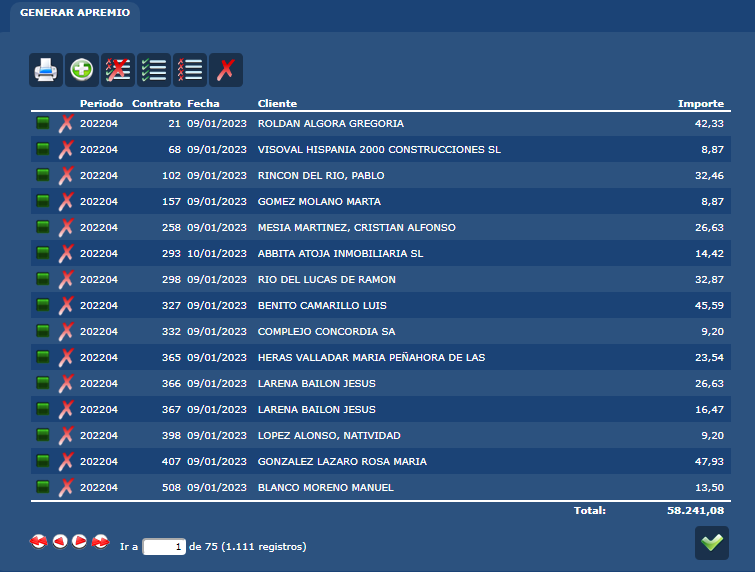 GENERAR APREMIO
Periodo Contrato Fecha Cliente Importe
202204 21 09/01/2023 ROLDAN ALGORA GREGORIA 42,33
202204 68 09/01/2023 VISOVAL HISPANIA 2000 CONSTRUCCIONES SL 8,87
202204 102 09/01/2023 RINCON DEL RIO, PABLO 32,46
202204 157 09/01/2023 GOMEZ MOLANO MARTA 8,87
202204 258 09/01/2023 MESIA MARTINEZ, CRISTIAN ALFONSO 26,63
202204 293 10/01/2023 ABBITA ATOJA INMOBILIARIA SL 14,42
202204 298 09/01/2023 RIO DEL LUCAS DE RAMON 32,87
202204 327 09/01/2023 BENITO CAMARILLO LUIS 45,59
202204 332 09/01/2023 COMPLEJO CONCORDIA SA 9,20
202204 365 09/01/2023 HERAS VALLADAR MARIA PEÑAHORA DE LAS 23,54
202204 366 09/01/2023 LARENA BAILON JESUS 26,63
202204 367 09/01/2023 LARENA BAILON JESUS 16,47
202204 398 09/01/2023 LOPEZ ALONSO, NATIVIDAD 9,20
202204 407 09/01/2023 GONZALEZ LAZARO ROSA MARIA 47,93
202204 508 09/01/2023 BLANCO MORENO MANUEL 13,50
Total: 58.241,08
Ir a 1 de 75 (1.111 registros)